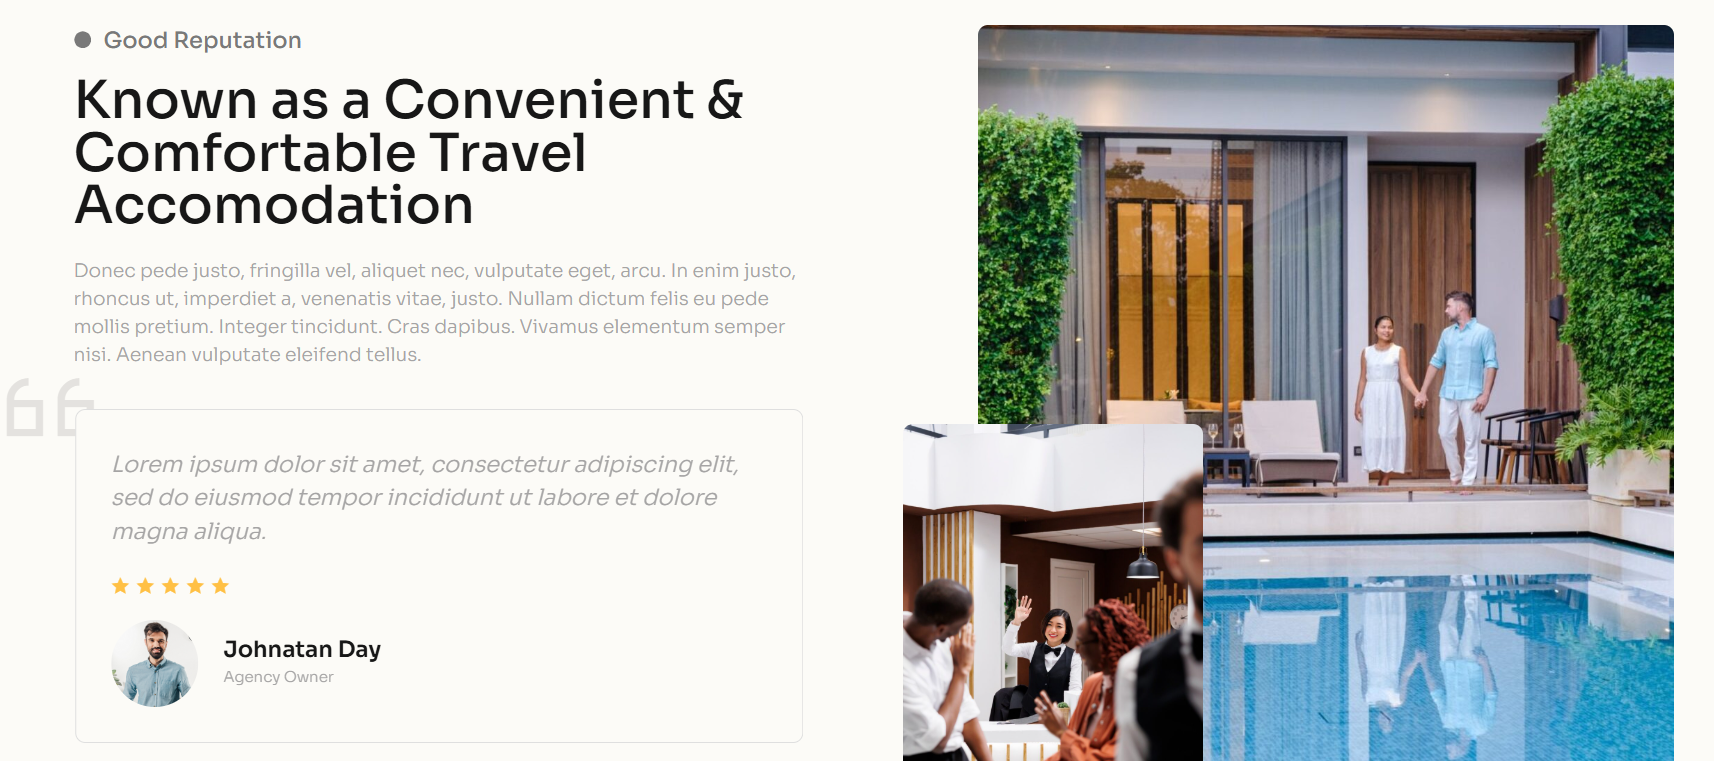 Good Reputation
Known as a Convenient &
Comfortable Travel
Accomodation
Donec pede justo, fringilla vel, aliquet nec, vulputate eget, arcu. In enim justo,
rhoncus ut, imperdiet a, venenatis vitae, justo. Nullam dictum felis eu pede
mollis pretium. Integer tincidunt. Cras dapibus. Vivamus elementum semper
nisi. Aenean vulputate eleifend tellus.
Lorem ipsum dolor sit amet, consectetur adipiscing elit,
sed do eiusmod tempor incididunt ut labore et dolore
magna aliqua.
Johnatan Day
Agency Owner